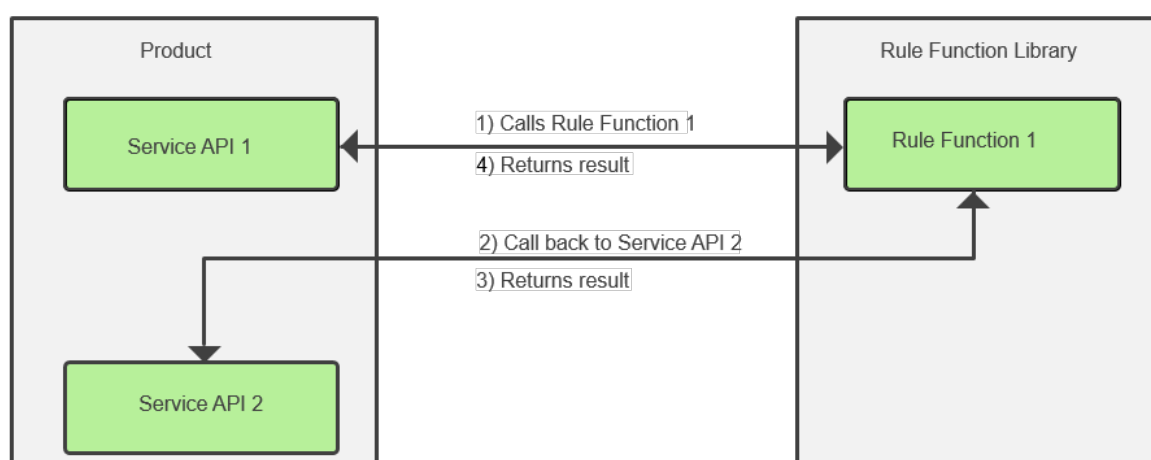 Product
Rule Function Library
Service API 1
1) Calls Rule Function 1
4) Returns result
Rule Function 1
2) Call back to Service API 2
3) Returns result
Service API 2